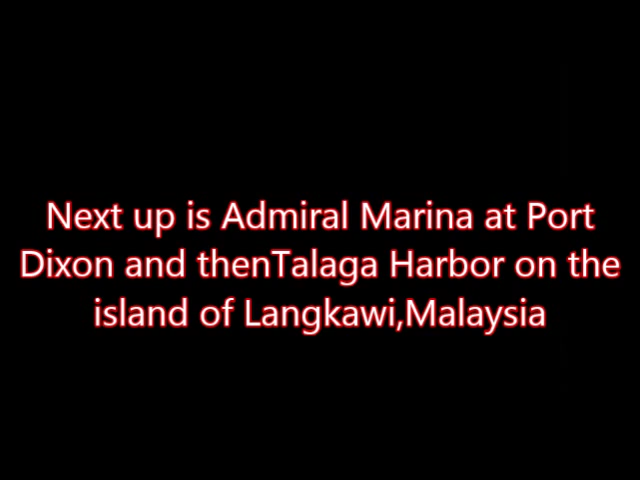 Next up is Admiral Marina at Port
Dixon and thenTalaga Harbor on the
island of Langkawi,Malaysia